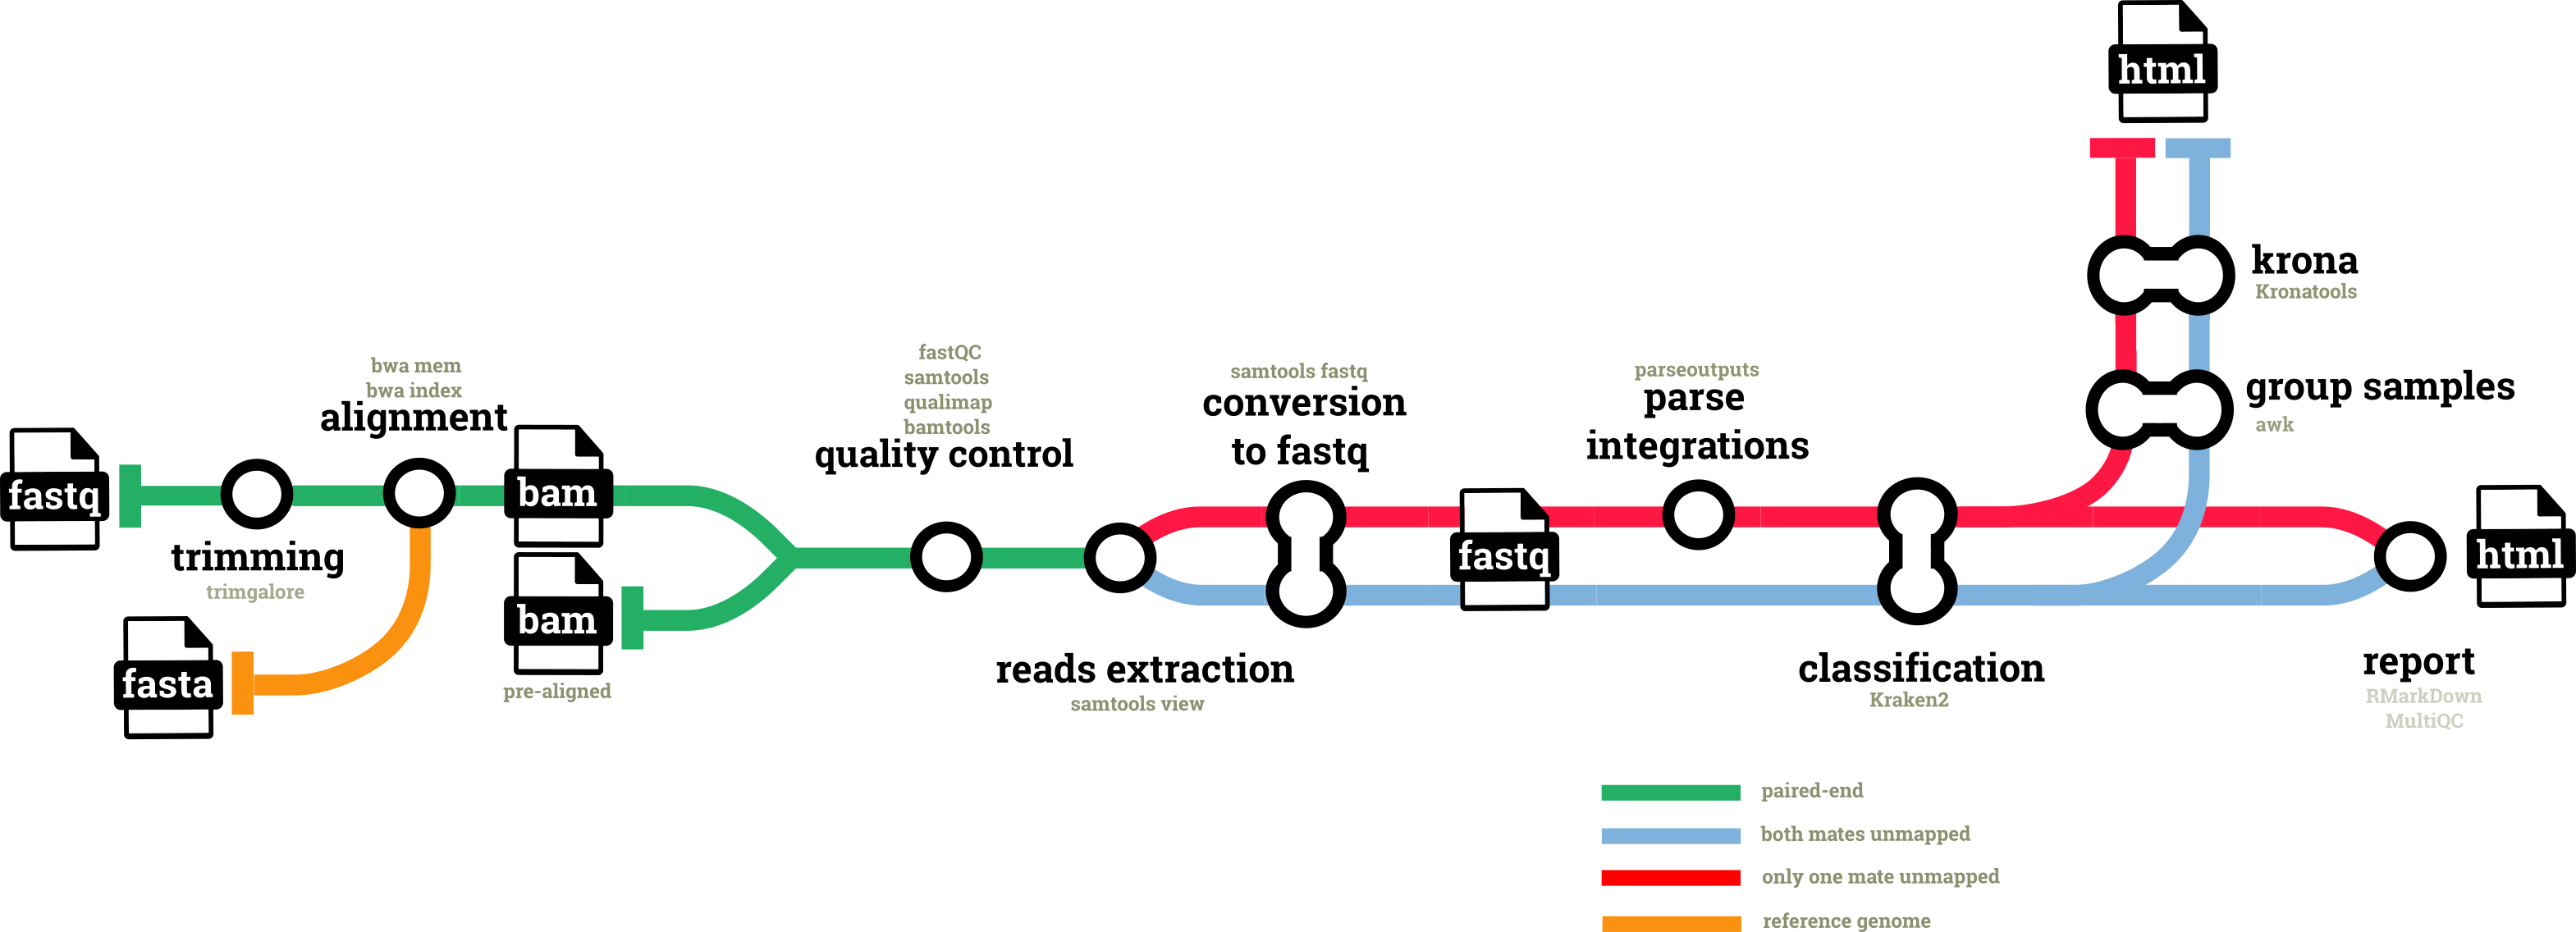 html
krona
Kronatools
group samples
awk
fastq
trimming
trimgalore
fasta
bwa mem
bwa index
alignment
bam
bam
pre-aligned
fastQC
samtools
qualimap
bamtools
quality control
reads extraction
samtools view
samtools fastq
conversion
to fastq
fastq
parseoutputs
parse
integrations
classification
Kraken2
report
RMarkDown
MultiQC
html
paired-end
both mates unmapped
only one mate unmapped
reference genome